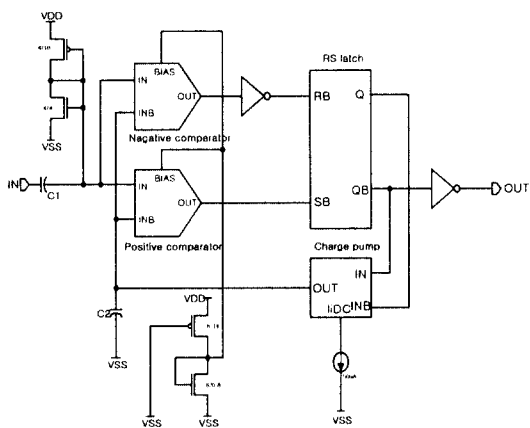 VDD
RS latch
BIAS
IN
OUT
INB
RB
Q
Nagative comparator
VSS
IN
C1
BIAS
IN
OUT
INB
SB
QB
OUT
Positive comparator
Charge pump
IN
OUT
INB
IiDC
C2
VDD
VSS
VSS
VSS
VSS